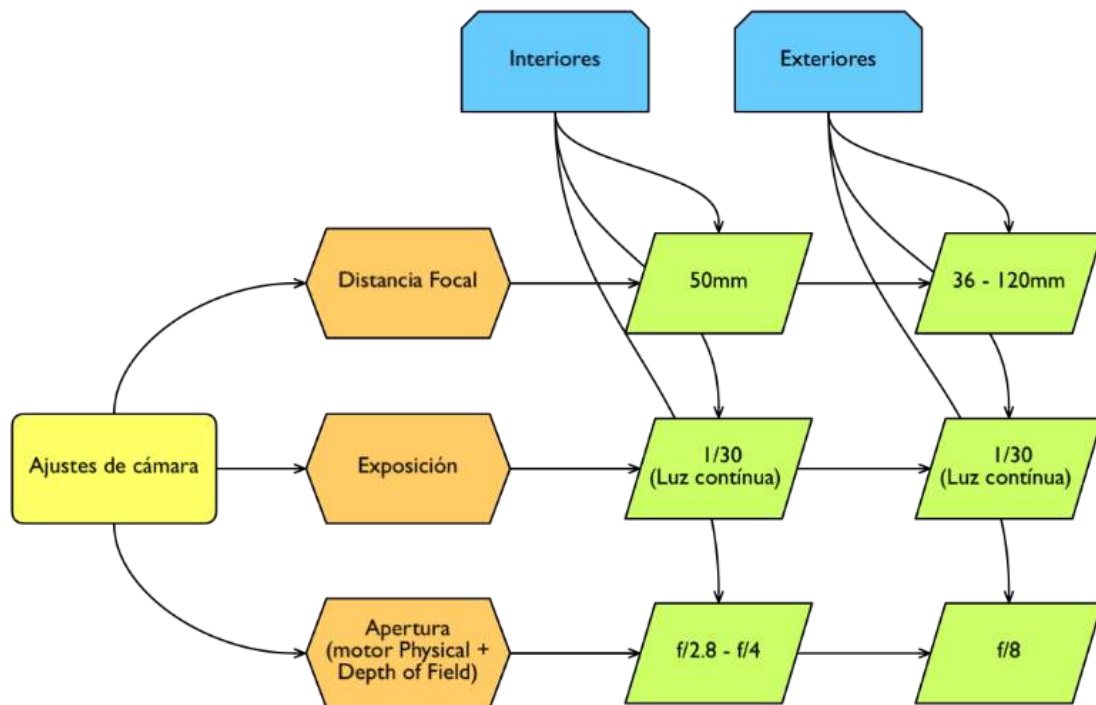 Interiores
Exteriores
Distancia Focal
50mm
36 - 120mm
Ajustes de cámara
Exposición
1/30
(Luz contínua)
1/30
(Luz contínua)
Apertura
(motor Physical +
Depth of Field)
f/2.8 - f/4
f/8